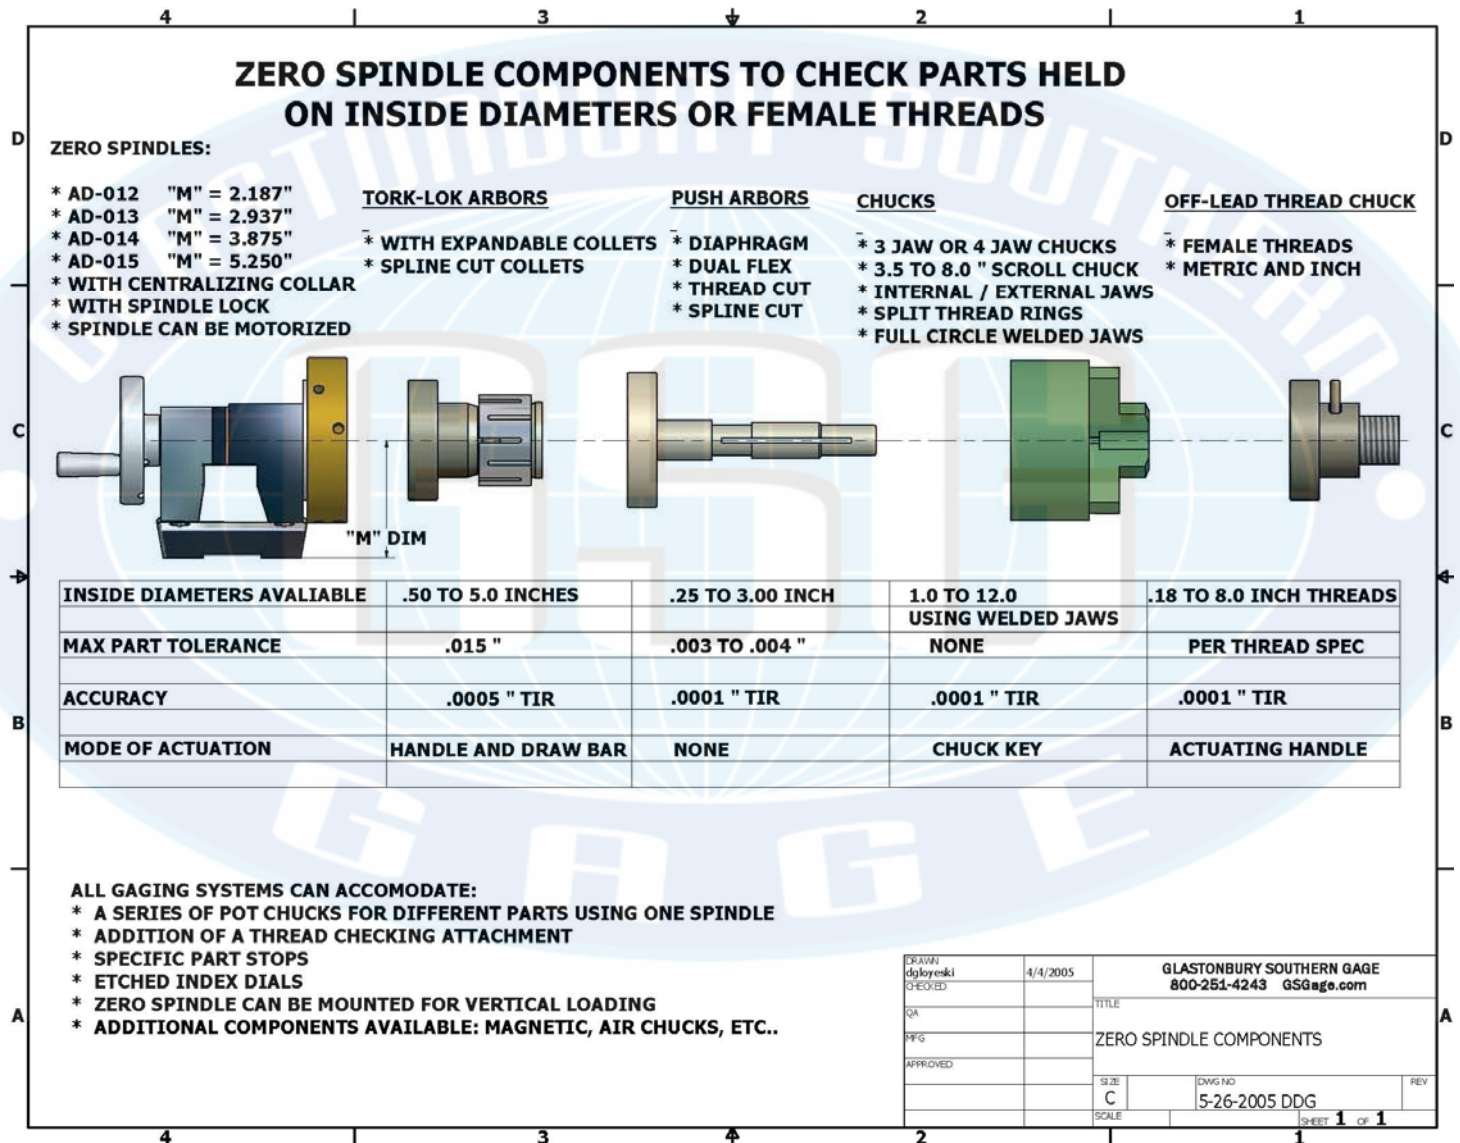 4 3 2 1
ZERO SPINDLE COMPONENTS TO CHECK PARTS HELD
ON INSIDE DIAMETERS OR FEMALE THREADS
D D
ZERO SPINDLES:
* AD-012 "M" = 2.187"
* AD-013 "M" = 2.937"
* AD-014 "M" = 3.875"
* AD-015 "M" = 5.250"
* WITH CENTRALIZING COLLAR
* WITH SPINDLE LOCK
* SPINDLE CAN BE MOTORIZED
TORK-LOK ARBORS
* WITH EXPANDABLE COLLETS
* SPLINE CUT COLLETS
PUSH ARBORS
* DIAPHRAGM
* DUAL FLEX
* THREAD CUT
* SPLINE CUT
CHUCKS
* 3 JAW OR 4 JAW CHUCKS
* 3.5 TO 8.0 " SCROLL CHUCK
* INTERNAL / EXTERNAL JAWS
* SPLIT THREAD RINGS
* FULL CIRCLE WELDED JAWS
OFF-LEAD THREAD CHUCK
* FEMALE THREADS
* METRIC AND INCH
C C
"M" DIM
GLASTONBURY SOUTHERN
GSG
GAGE
INSIDE DIAMETERS AVALIABLE .50 TO 5.0 INCHES .25 TO 3.00 INCH 1.0 TO 12.0 .18 TO 8.0 INCH THREADS
USING WELDED JAWS
MAX PART TOLERANCE .015 " .003 TO .004 " NONE PER THREAD SPEC
ACCURACY .0005 " TIR .0001 " TIR .0001 " TIR .0001 " TIR
B B
MODE OF ACTUATION HANDLE AND DRAW BAR NONE CHUCK KEY ACTUATING HANDLE
ALL GAGING SYSTEMS CAN ACCOMODATE:
* A SERIES OF POT CHUCKS FOR DIFFERENT PARTS USING ONE SPINDLE
* ADDITION OF A THREAD CHECKING ATTACHMENT
* SPECIFIC PART STOPS
* ETCHED INDEX DIALS
* ZERO SPINDLE CAN BE MOUNTED FOR VERTICAL LOADING
* ADDITIONAL COMPONENTS AVAILABLE: MAGNETIC, AIR CHUCKS, ETC..
A A
DRAWN
dgloyeski 4/4/2005
CHECKED
QA
MFG
APPROVED
GLASTONBURY SOUTHERN GAGE
800-251-4243 GSGage.com
TITLE
ZERO SPINDLE COMPONENTS
SIZE DWG NO REV
C 5-26-2005 DDG
SCALE SHEET 1 OF 1
4 3 2 1